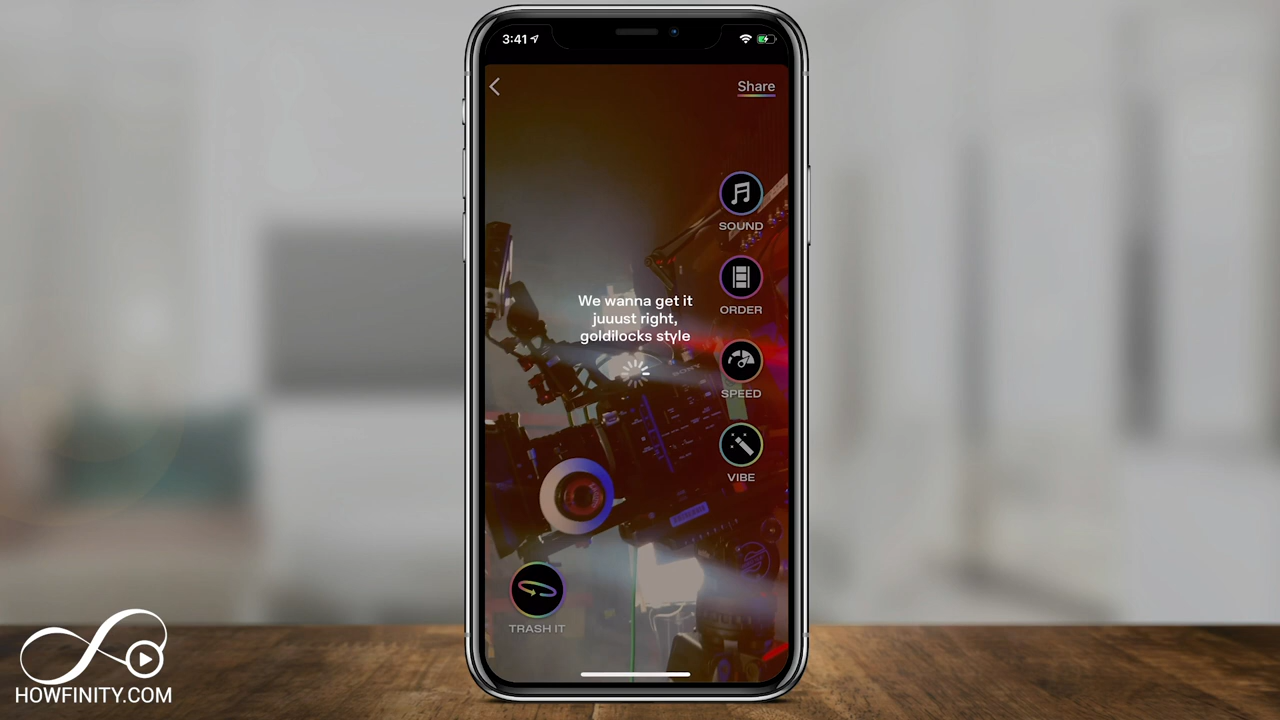 3:41
Share
SOUND
ORDER
We wanna get it
juuust right,
goldilocks style
SONY
SPEED
VIBE
TRASH IT
HOWFINITY.COM